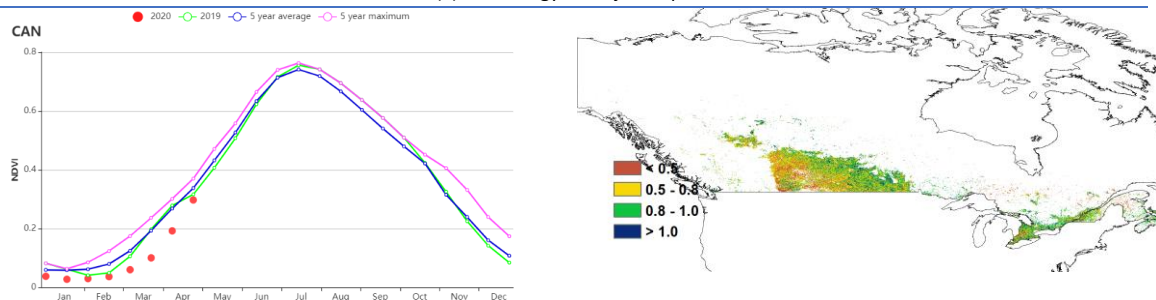 2020 2019 5 year average 5 year maximum
CAN
0.8
0.6
0.4
0.2
0
NDVI
Jan Feb Mar Apr May Jun Jul Aug Sep Oct Nov Dec
< 0.5
0.5 - 0.8
0.8 - 1.0
> 1.0